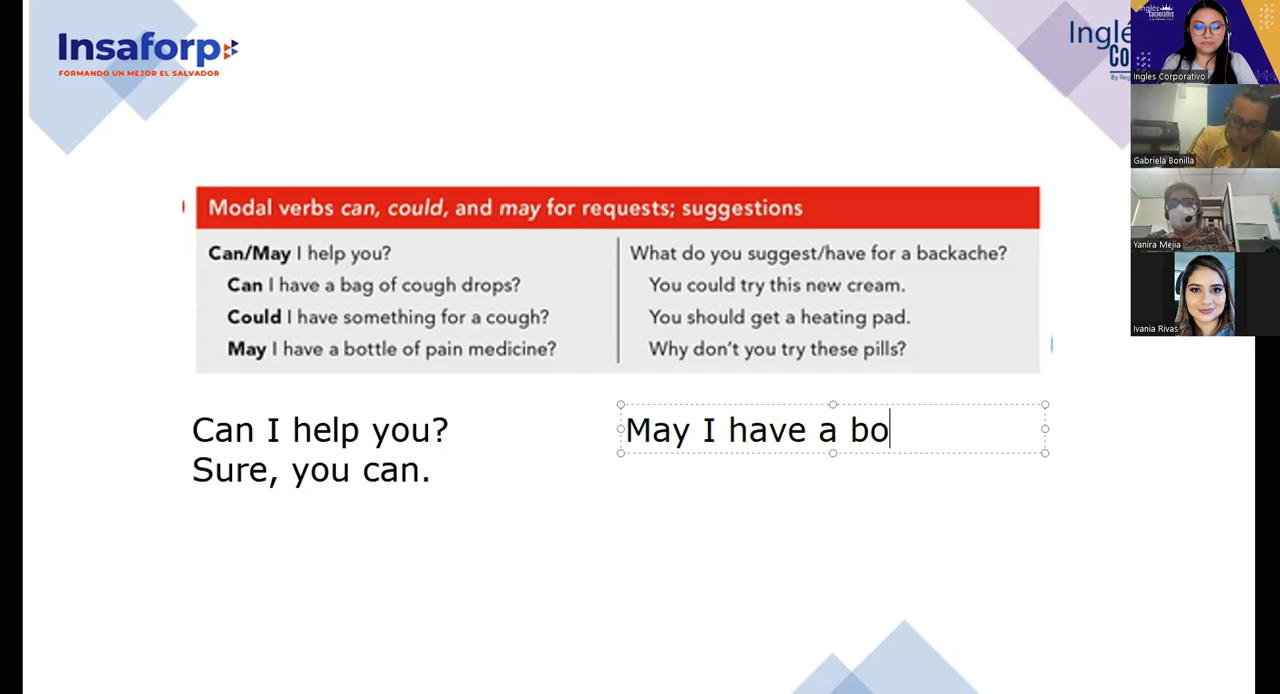 Insaforp
FORMANDO UN MEJOR EL SALVADOR
Modal verbs can, could, and may for requests; suggestions
Can/May I help you?
Can I have a bag of cough drops?
Could I have something for a cough?
May I have a bottle of pain medicine?
What do you suggest/have for a backache?
You could try this new cream.
You should get a heating pad.
Why don't you try these pills?
Can I help you?
Sure, you can.
May I have a bo
Inglés
Corporativo
Ingles Corporativo
Gabriela Bonilla
Yanira Mejia
Ivania Rivas